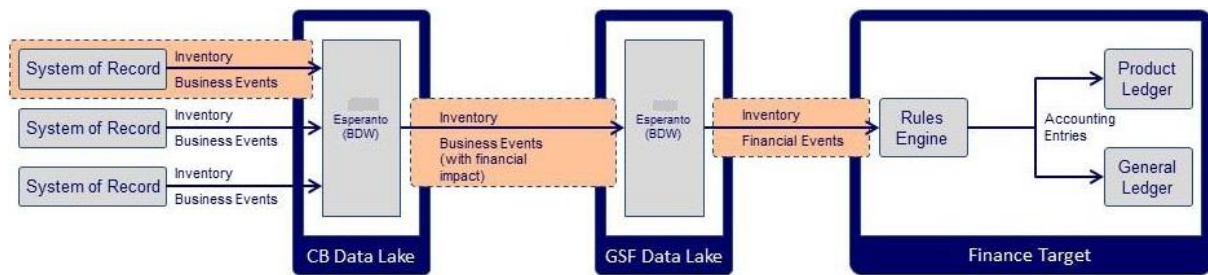 System of Record
Inventory
Business Events
System of Record
Inventory
Business Events
System of Record
Inventory
Business Events
Esperanto
(BDW)
CB Data Lake
Inventory
Business Events
(with financial
impact)
Esperanto
(BDW)
GSF Data Lake
Inventory
Financial Events
Rules
Engine
Accounting
Entries
Product
Ledger
General
Ledger
Finance Target